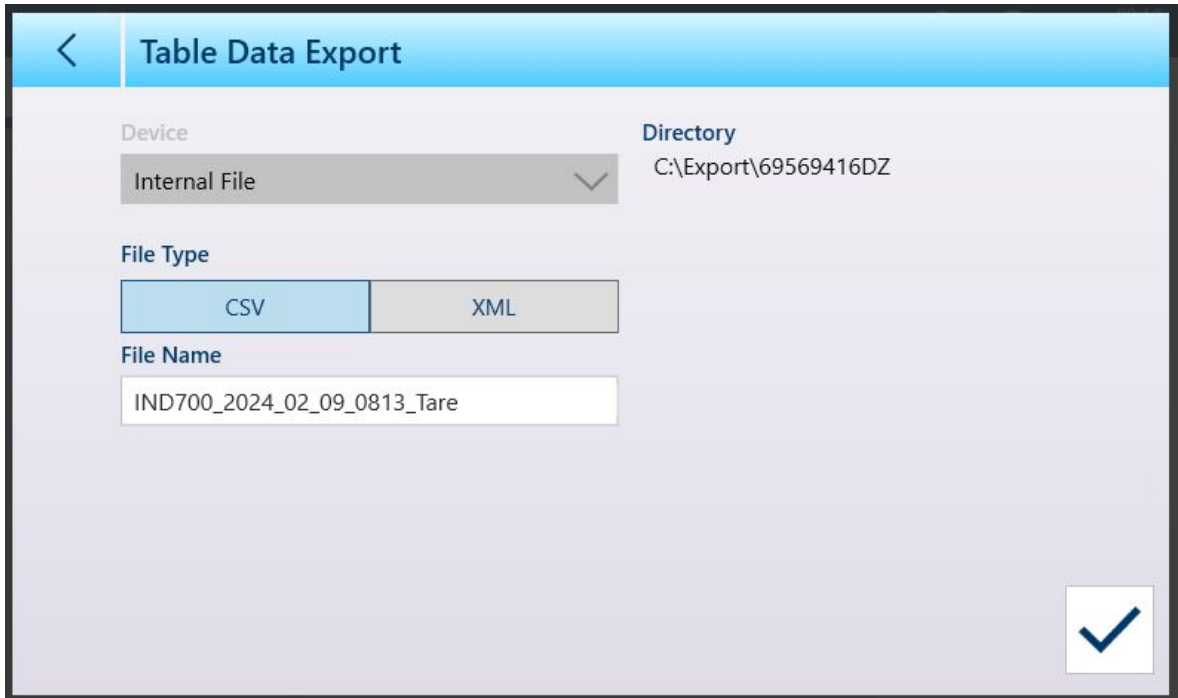 Table Data Export
Device
Internal File
Directory
C:\Export\69569416DZ
File Type
CSV
XML
File Name
IND700_2024_02_09_0813_Tare